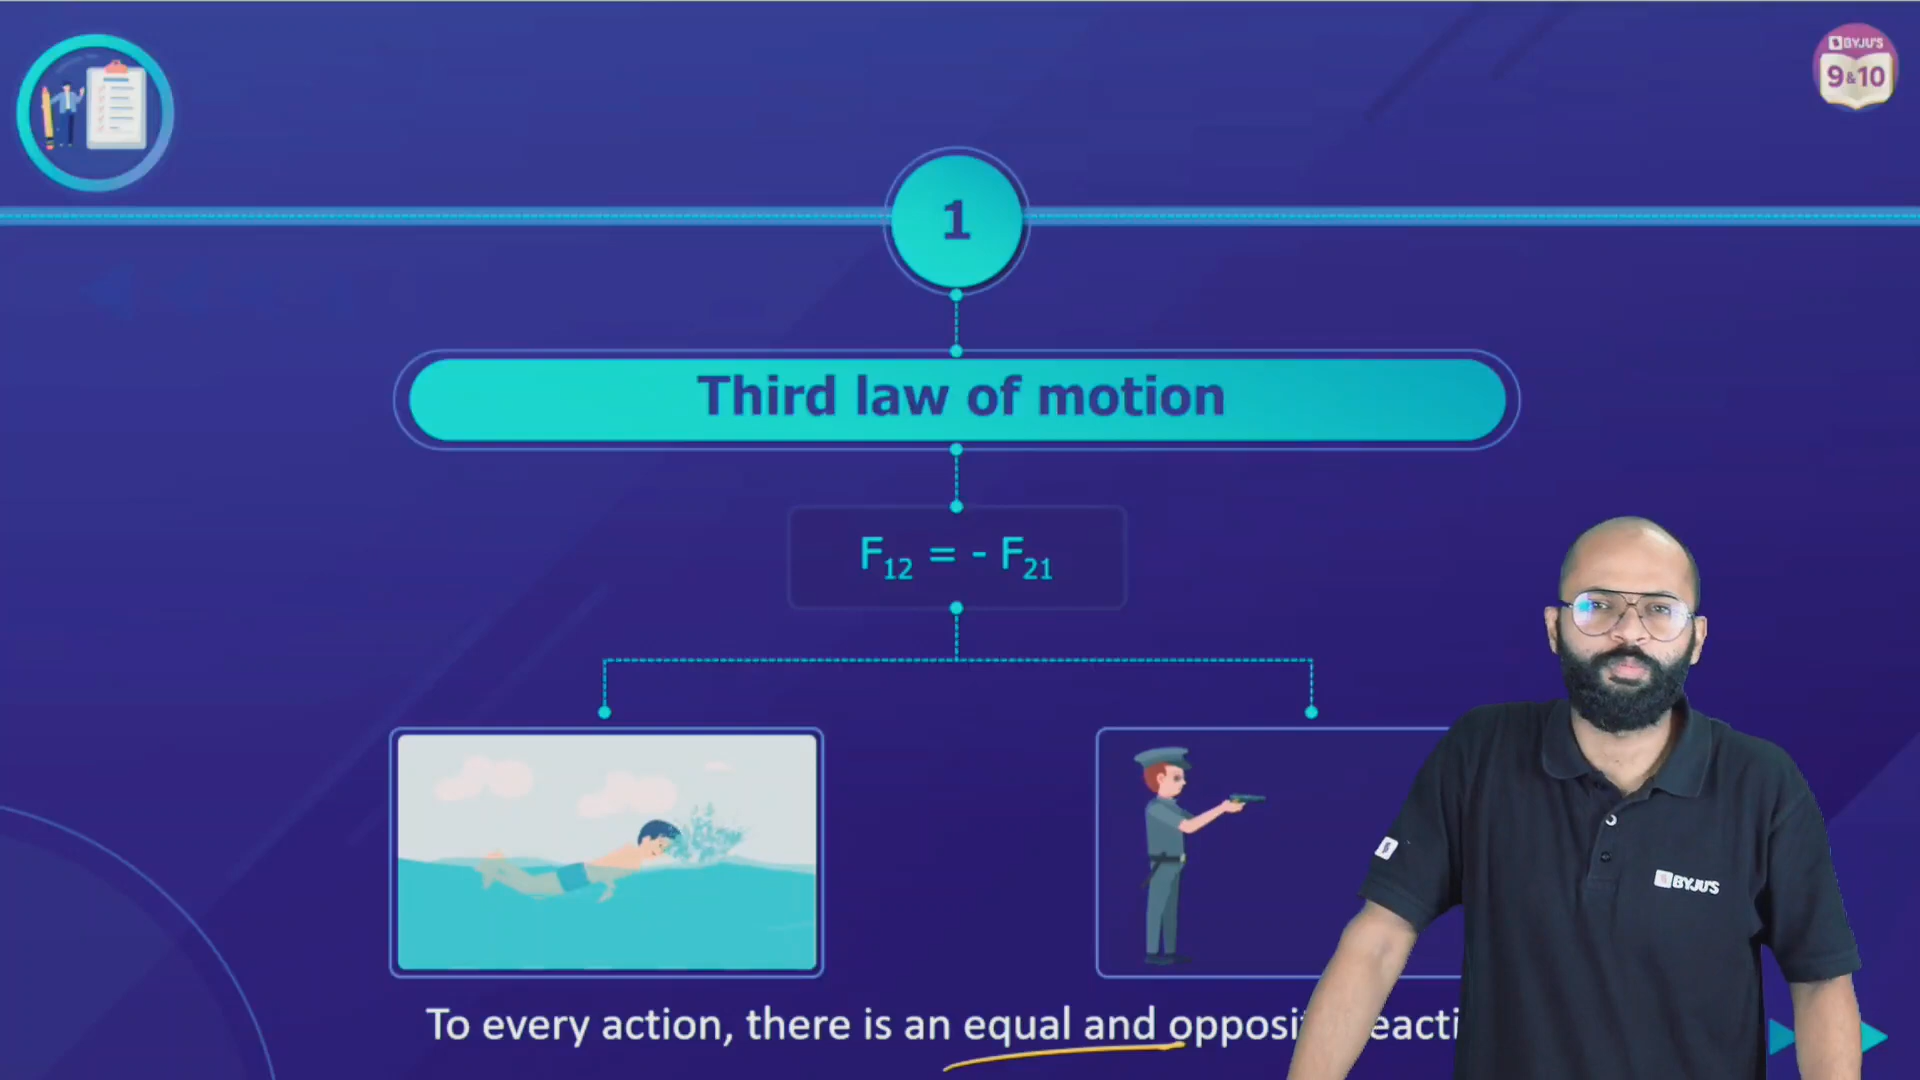 BYJU'S
9&10
1
Third law of motion
F12 = - F21
BYJU'S
To every action, there is an equal and